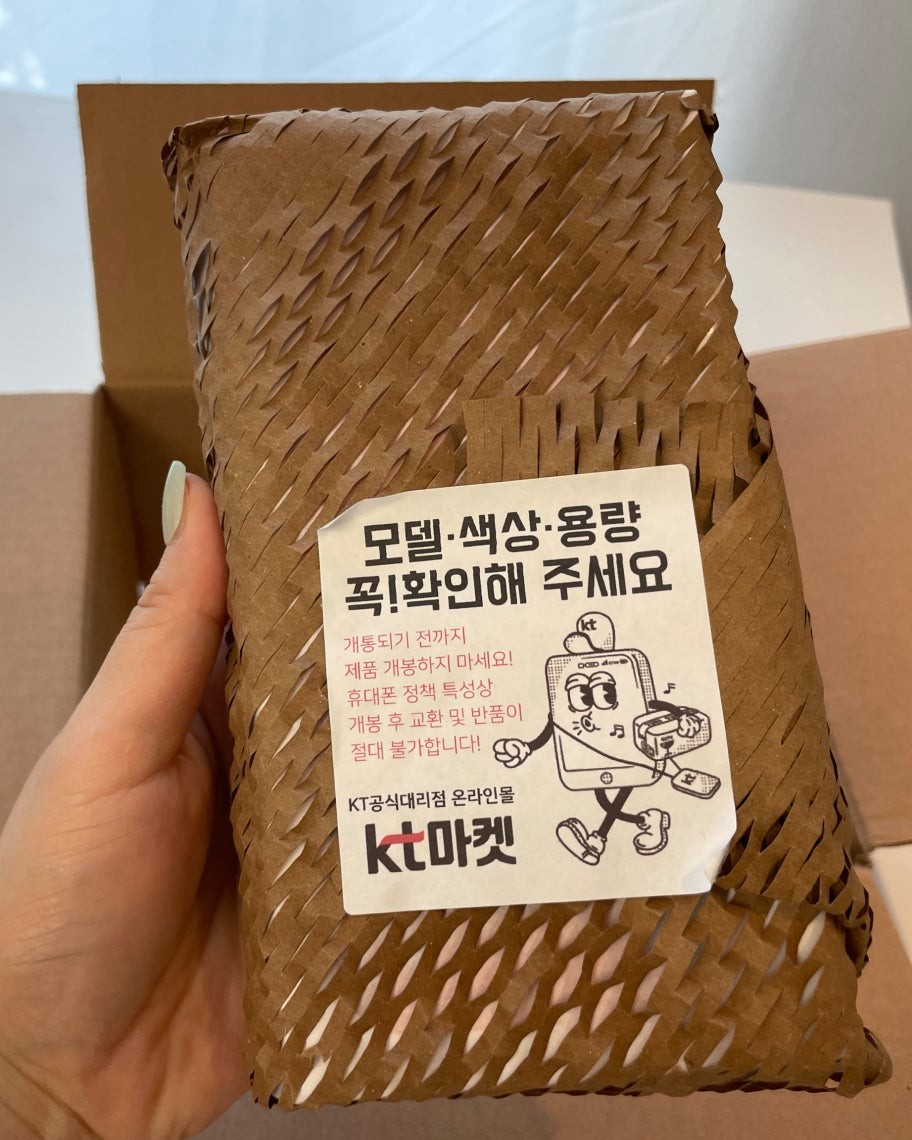 모델·색상·용량
꼭!확인해 주세요
개통되기 전까지
제품 개봉하지 마세요!
휴대폰 정책 특성상
개봉 후 교환 및 반품이
절대 불가합니다!
KT공식대리점 온라인몰
kt마켓
kt
kt